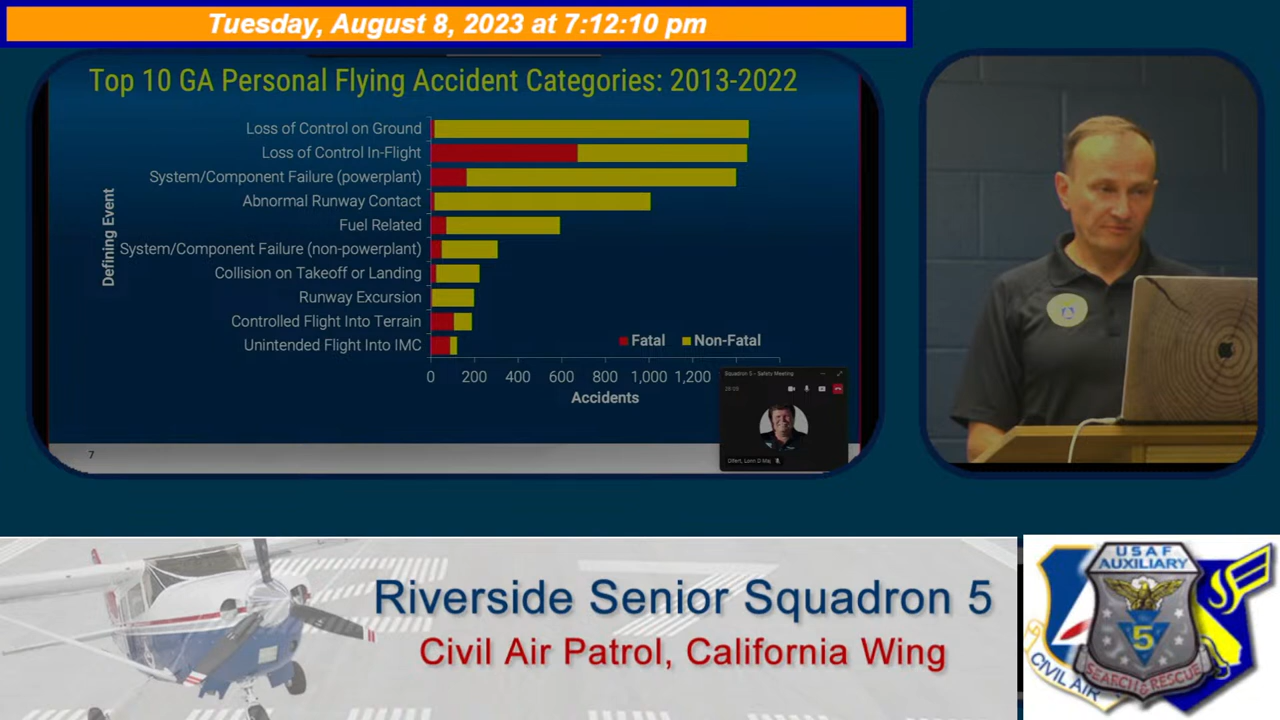 Tuesday, August 8, 2023 at 7:12:10 pm
Top 10 GA Personal Flying Accident Categories: 2013-2022
Defining Event
Loss of Control on Ground
Loss of Control In-Flight
System/Component Failure (powerplant)
Abnormal Runway Contact
Fuel Related
System/Component Failure (non-powerplant)
Collision on Takeoff or Landing
Runway Excursion
Controlled Flight Into Terrain
Unintended Flight Into IMC
Fatal Non-Fatal
0 200 400 600 800 1,000 1,200
Accidents
Squadron 5 - Safety Meeting
7
Riverside Senior Squadron 5
Civil Air Patrol, California Wing
USAF
AUXILIARY
5
SEARCH & RESCUE
CIVIL AIR